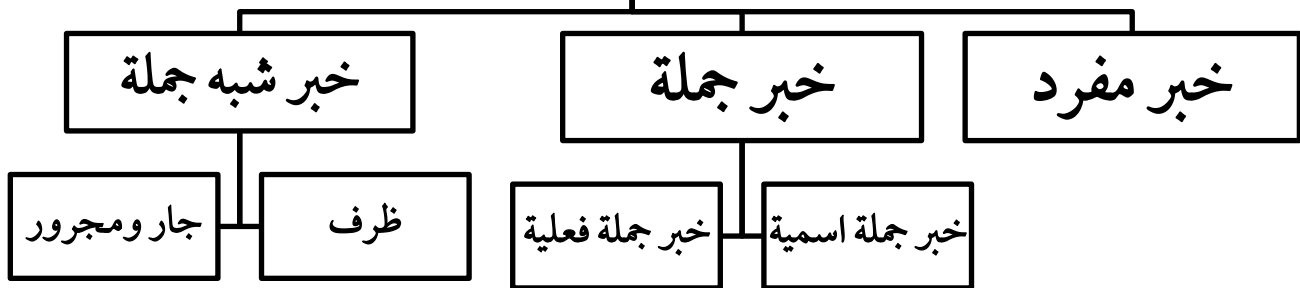 خبر مفرد
خبر جملة
خبر شبه جملة
خبر جملة اسمية
خبر جملة فعلية
ظرف
جار ومجرور